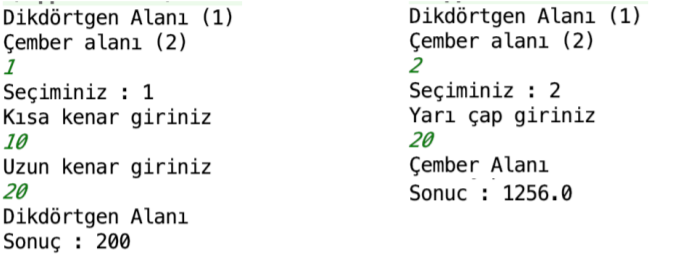 Dikdörtgen Alanı (1)
Çember alanı (2)
1
Seçiminiz : 1
Kısa kenar giriniz
10
Uzun kenar giriniz
20
Dikdörtgen Alanı
Sonuç : 200
Dikdörtgen Alanı (1)
Çember alanı (2)
2
Seçiminiz : 2
Yarı çap giriniz
20
Çember Alanı
Sonuc : 1256.0